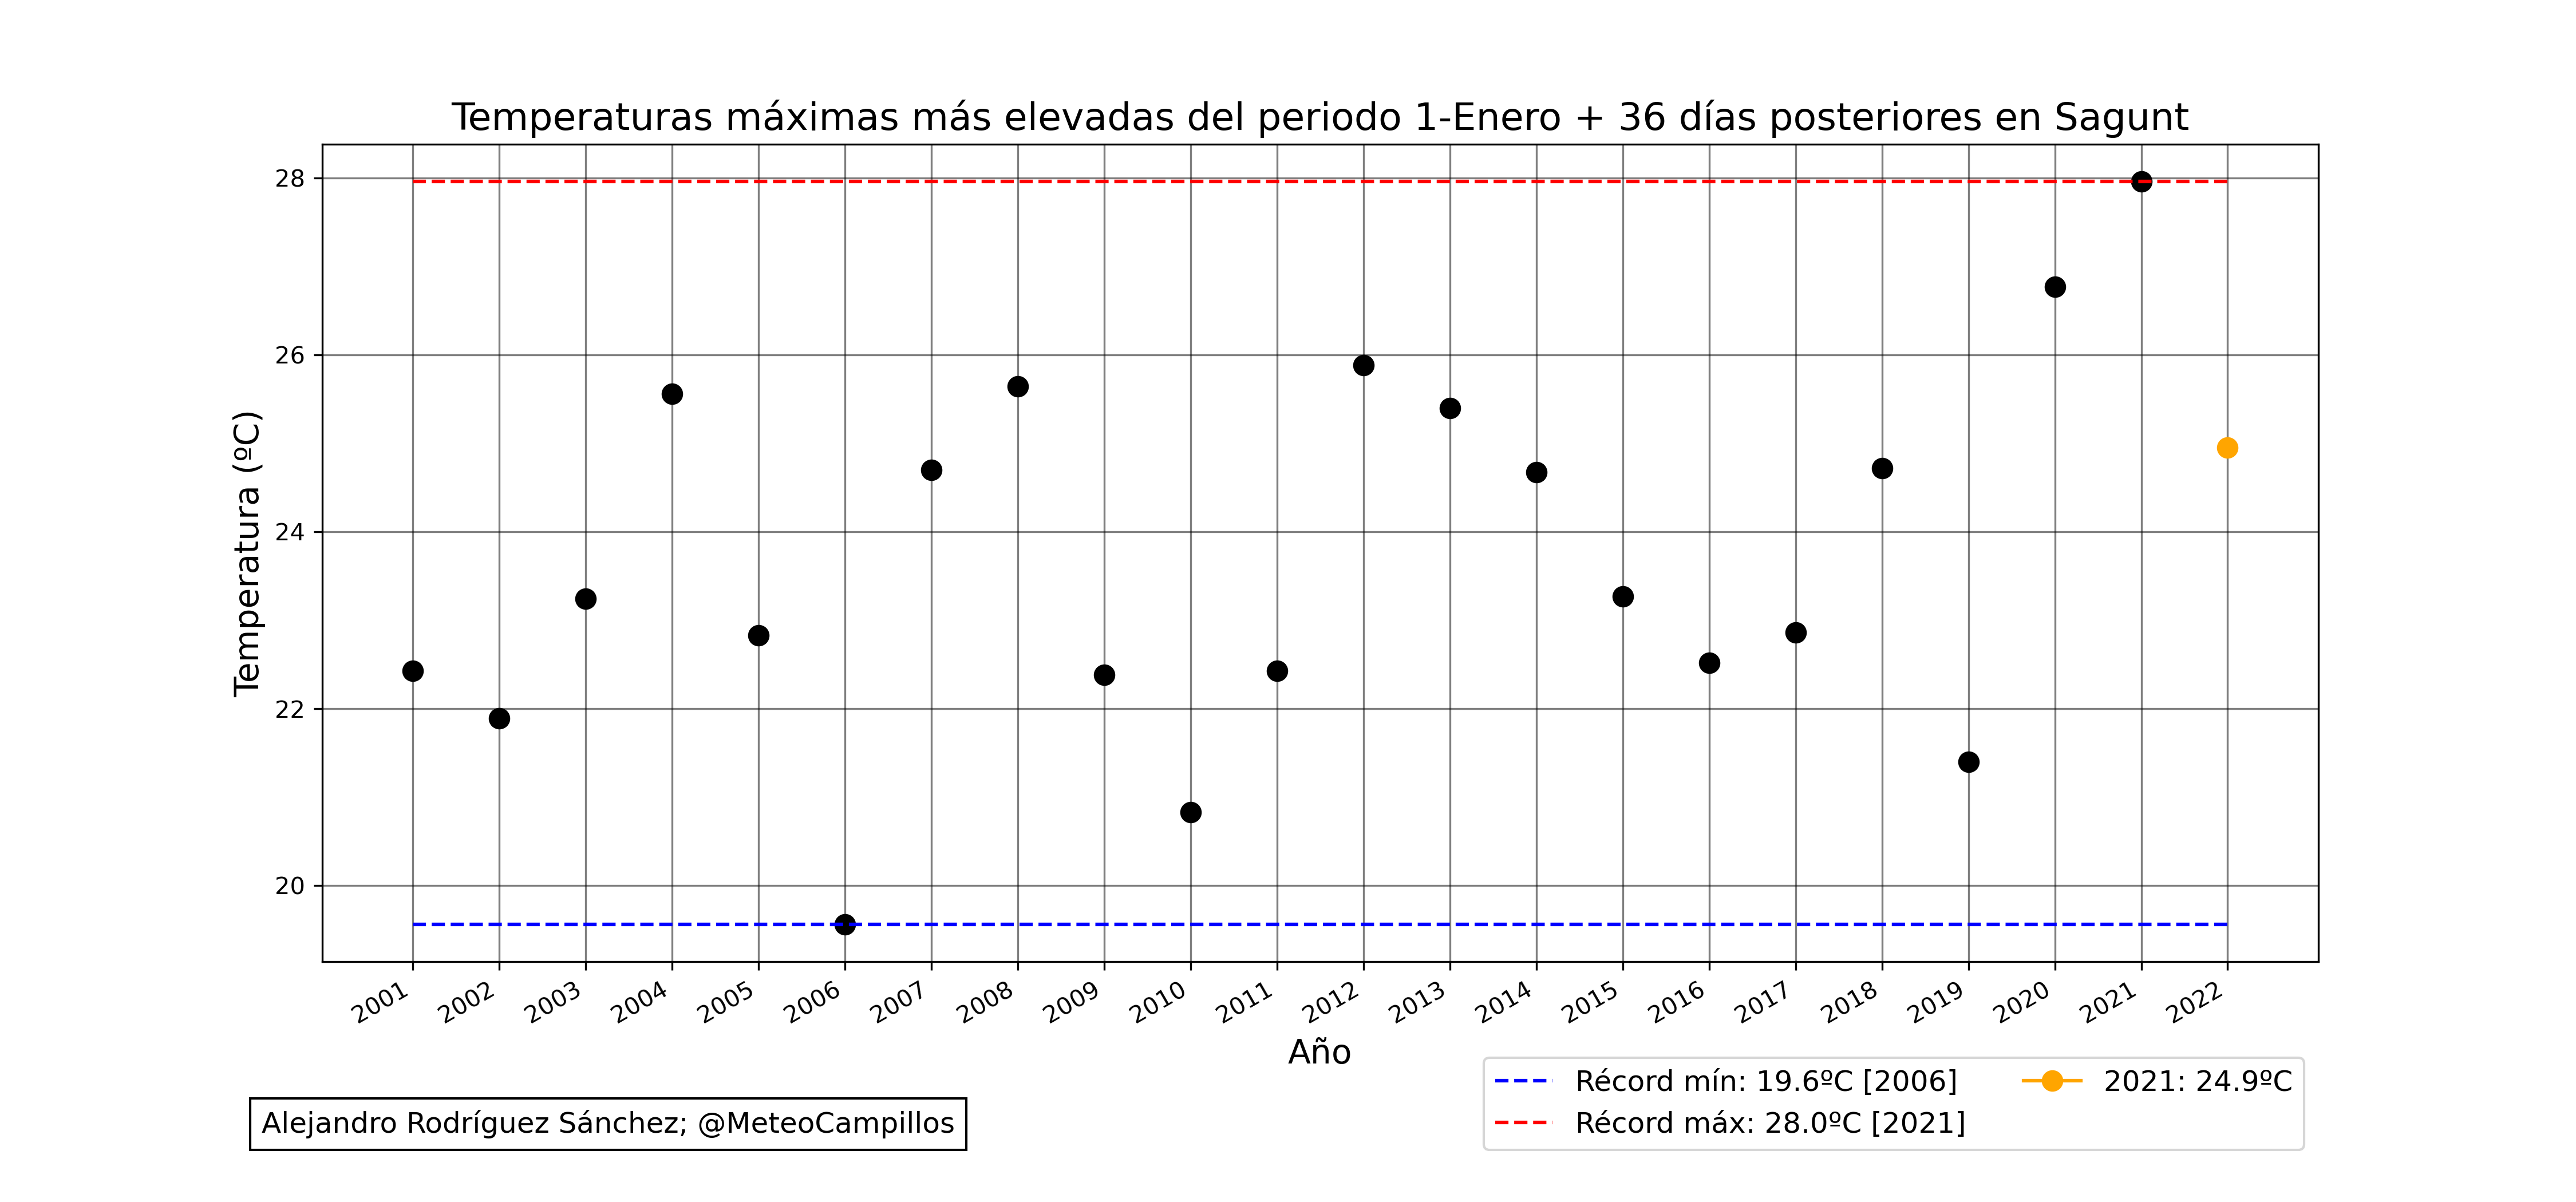 Temperaturas máximas más elevadas del periodo 1-Enero + 36 días posteriores en Sagunt
Temperatura (ºC)
28
26
24
22
20
2001 2002 2003 2004 2005 2006 2007 2008 2009 2010 2011 2012 2013 2014 2015 2016 2017 2018 2019 2020 2021 2022
Año
Récord mín: 19.6ºC [2006]
Récord máx: 28.0ºC [2021]
2021: 24.9ºC
Alejandro Rodríguez Sánchez; @MeteoCampillos